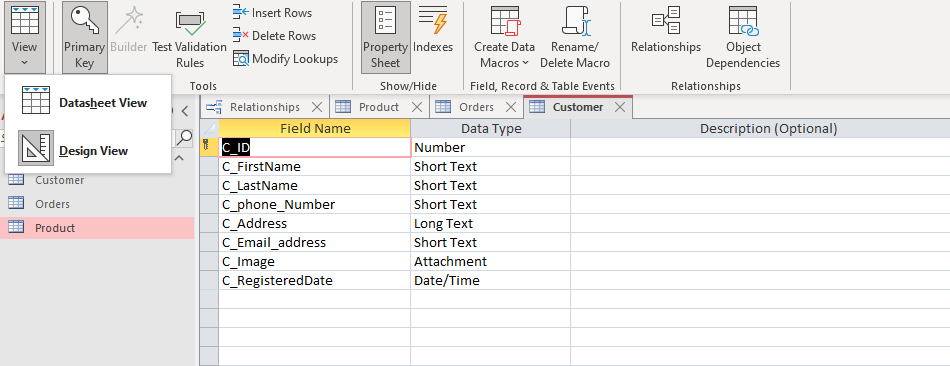 View
Primary
Key
Builder
Test Validation
Rules
Insert Rows
Delete Rows
Modify Lookups
Tools
Property
Sheet
Indexes
Show/Hide
Create Data
Macros
Rename/
Delete Macro
Field, Record & Table Events
Relationships
Object
Dependencies
Relationships
Datasheet View
Design View
Customer
Orders
Product
Relationships
Product
Orders
Customer
Field Name Data Type Description (Optional)
C_ID Number
C_FirstName Short Text
C_LastName Short Text
C_phone_Number Short Text
C_Address Long Text
C_Email_address Short Text
C_Image Attachment
C_RegisteredDate Date/Time